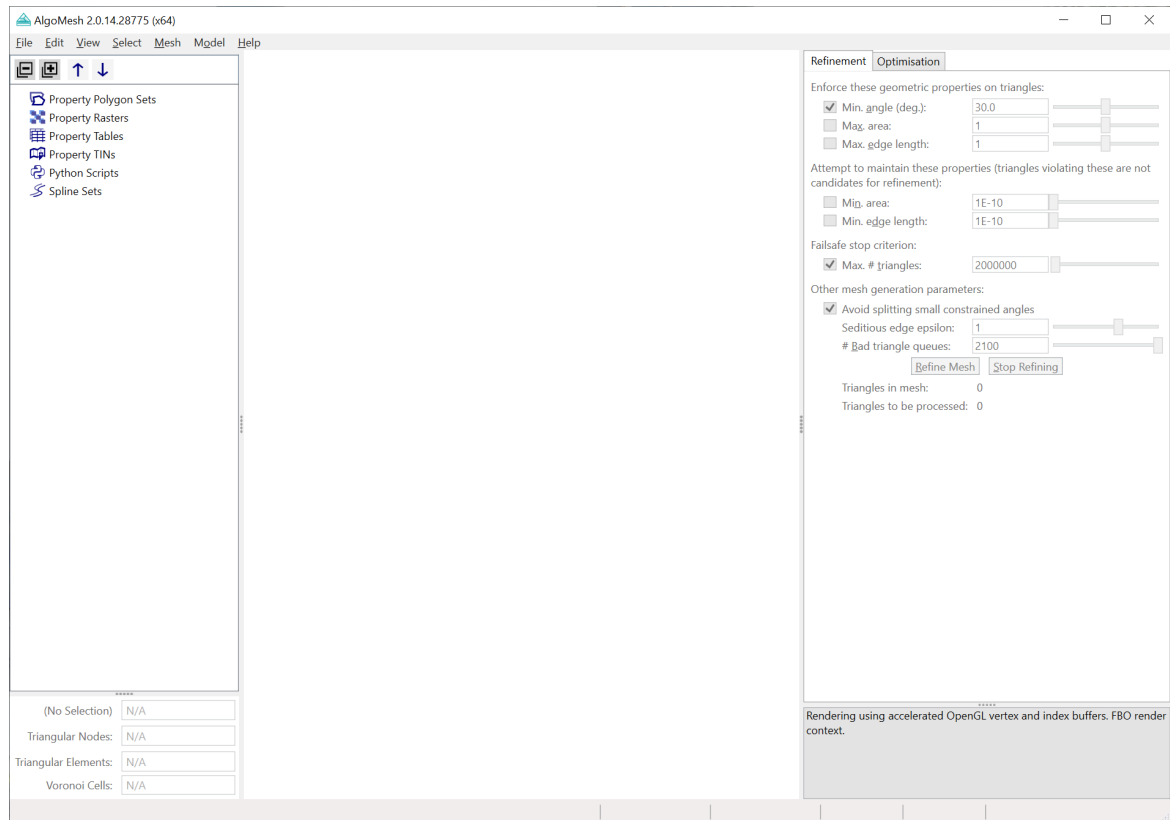 AlgoMesh 2.0.14.28775 (x64)
File Edit View Select Mesh Model Help
Property Polygon Sets
Property Rasters
Property Tables
Property TINs
Python Scripts
Spline Sets
(No Selection) N/A
Triangular Nodes: N/A
Triangular Elements: N/A
Voronoi Cells: N/A
Refinement Optimisation
Enforce these geometric properties on triangles:
Min. angle (deg.): 30.0
Max. area: 1
Max. edge length: 1
Attempt to maintain these properties (triangles violating these are not
candidates for refinement):
Min. area: 1E-10
Min. edge length: 1E-10
Failsafe stop criterion:
Max. # triangles: 2000000
Other mesh generation parameters:
Avoid splitting small constrained angles
Seditious edge epsilon: 1
# Bad triangle queues: 2100
Refine Mesh Stop Refining
Triangles in mesh: 0
Triangles to be processed: 0
Rendering using accelerated OpenGL vertex and index buffers. FBO render
context.